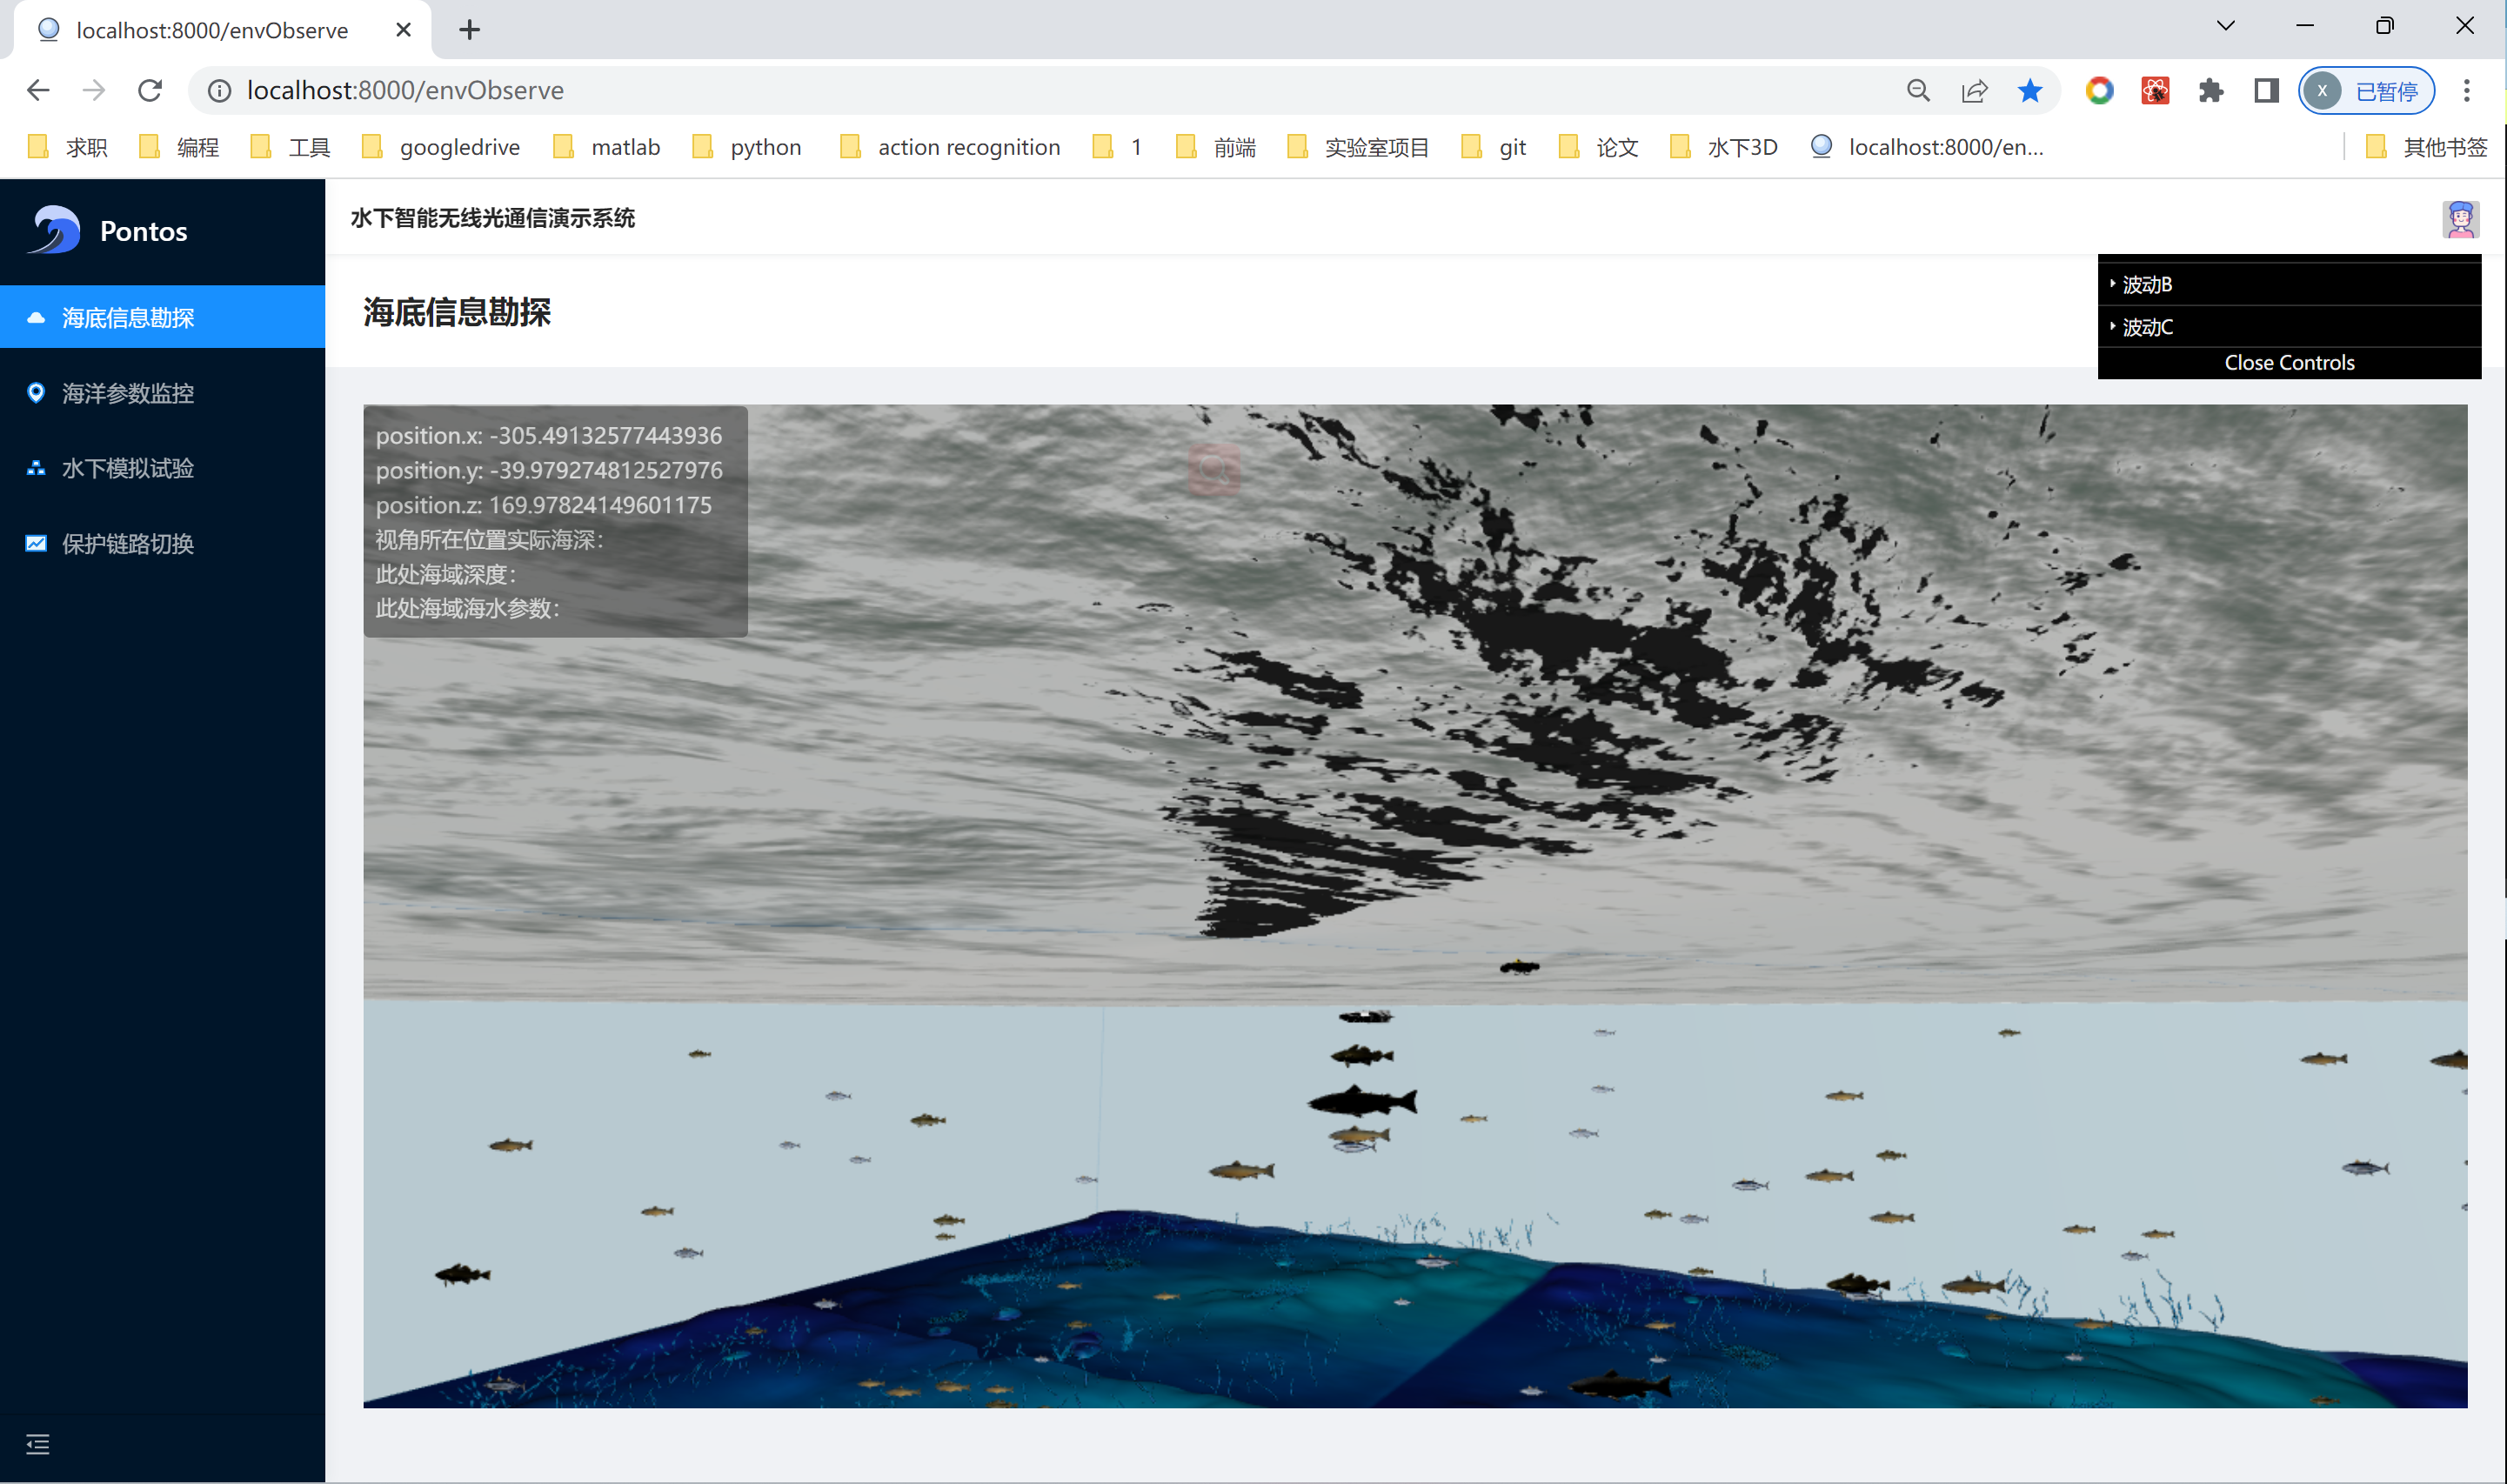 localhost:8000/envObserve
localhost:8000/envObserve
X 已暂停
求职 编程 工具 googledrive matlab python action recognition 1 前端 实验室项目 git 论文 水下3D localhost:8000/en... 其他书签
Pontos
水下智能无线光通信演示系统
海底信息勘探
海洋参数监控
水下模拟试验
保护链路切换
海底信息勘探
波动B
波动C
Close Controls
position.x: -305.49132577443936
position.y: -39.979274812527976
position.z: 169.97824149601175
视角所在位置实际海深：
此处海域深度：
此处海域海水参数：